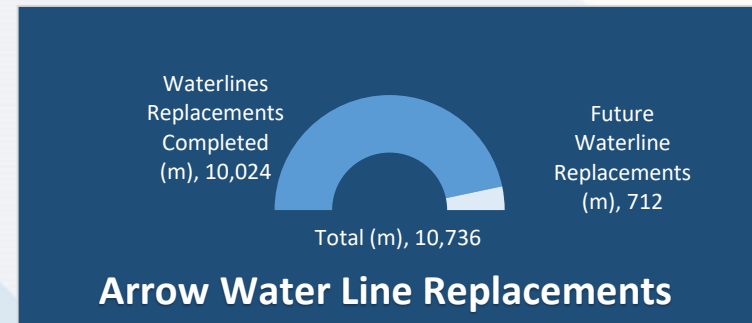 Waterlines
Replacements
Completed
(m), 10,024
Future
Waterline
Replacements
(m), 712
Total (m), 10,736
Arrow Water Line Replacements